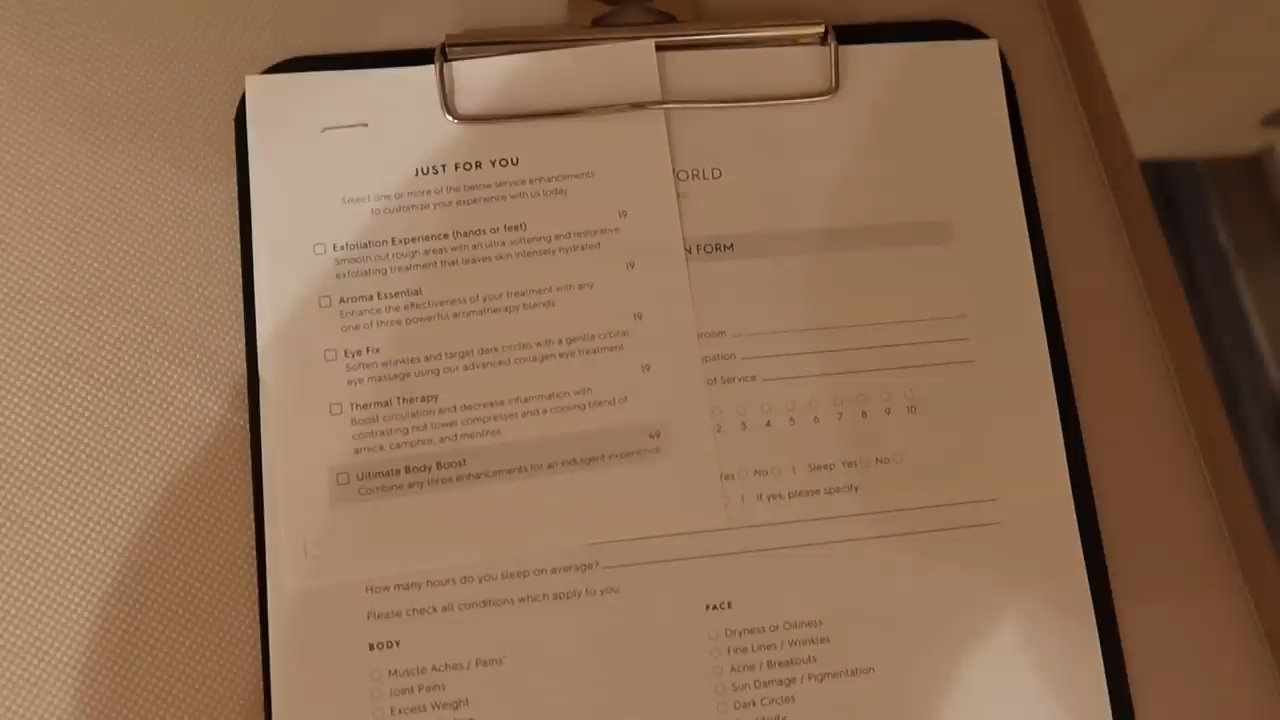 JUST FOR YOU
Select one or more of the below service enhancements
to customize your experience with us today
19
Exfoliation Experience (hands or feet)
Smooth out rough areas with an ultra softening and restorative
exfoliating treatment that leaves skin intensely hydrated
19
Aroma Essential
Enhance the effectiveness of your treatment with any
one of three powerful aromatherapy blends
19
Eye Fix
Soften wrinkles and target dark circles with a gentle orbital
eye massage using our advanced collagen eye treatment
19
Thermal Therapy
Boost circulation and decrease inflammation with
contrasting hot towel compresses and a cooling blend of
arnica, camphor, and menthol
49
Ultimate Body Boost
Combine any three enhancements for an indulgent experience
ORLD
N FORM
room
pation
of Service
2 3 4 5 6 7 8 9 10
Yes No | Sleep Yes No
| If yes, please specify
How many hours do you sleep on average?
Please check all conditions which apply to you
BODY
Muscle Aches / Pains
Joint Pains
Excess Weight
FACE
Dryness or Oiliness
Fine Lines / Wrinkles
Acne / Breakouts
Sun Damage / Pigmentation
Dark Circles